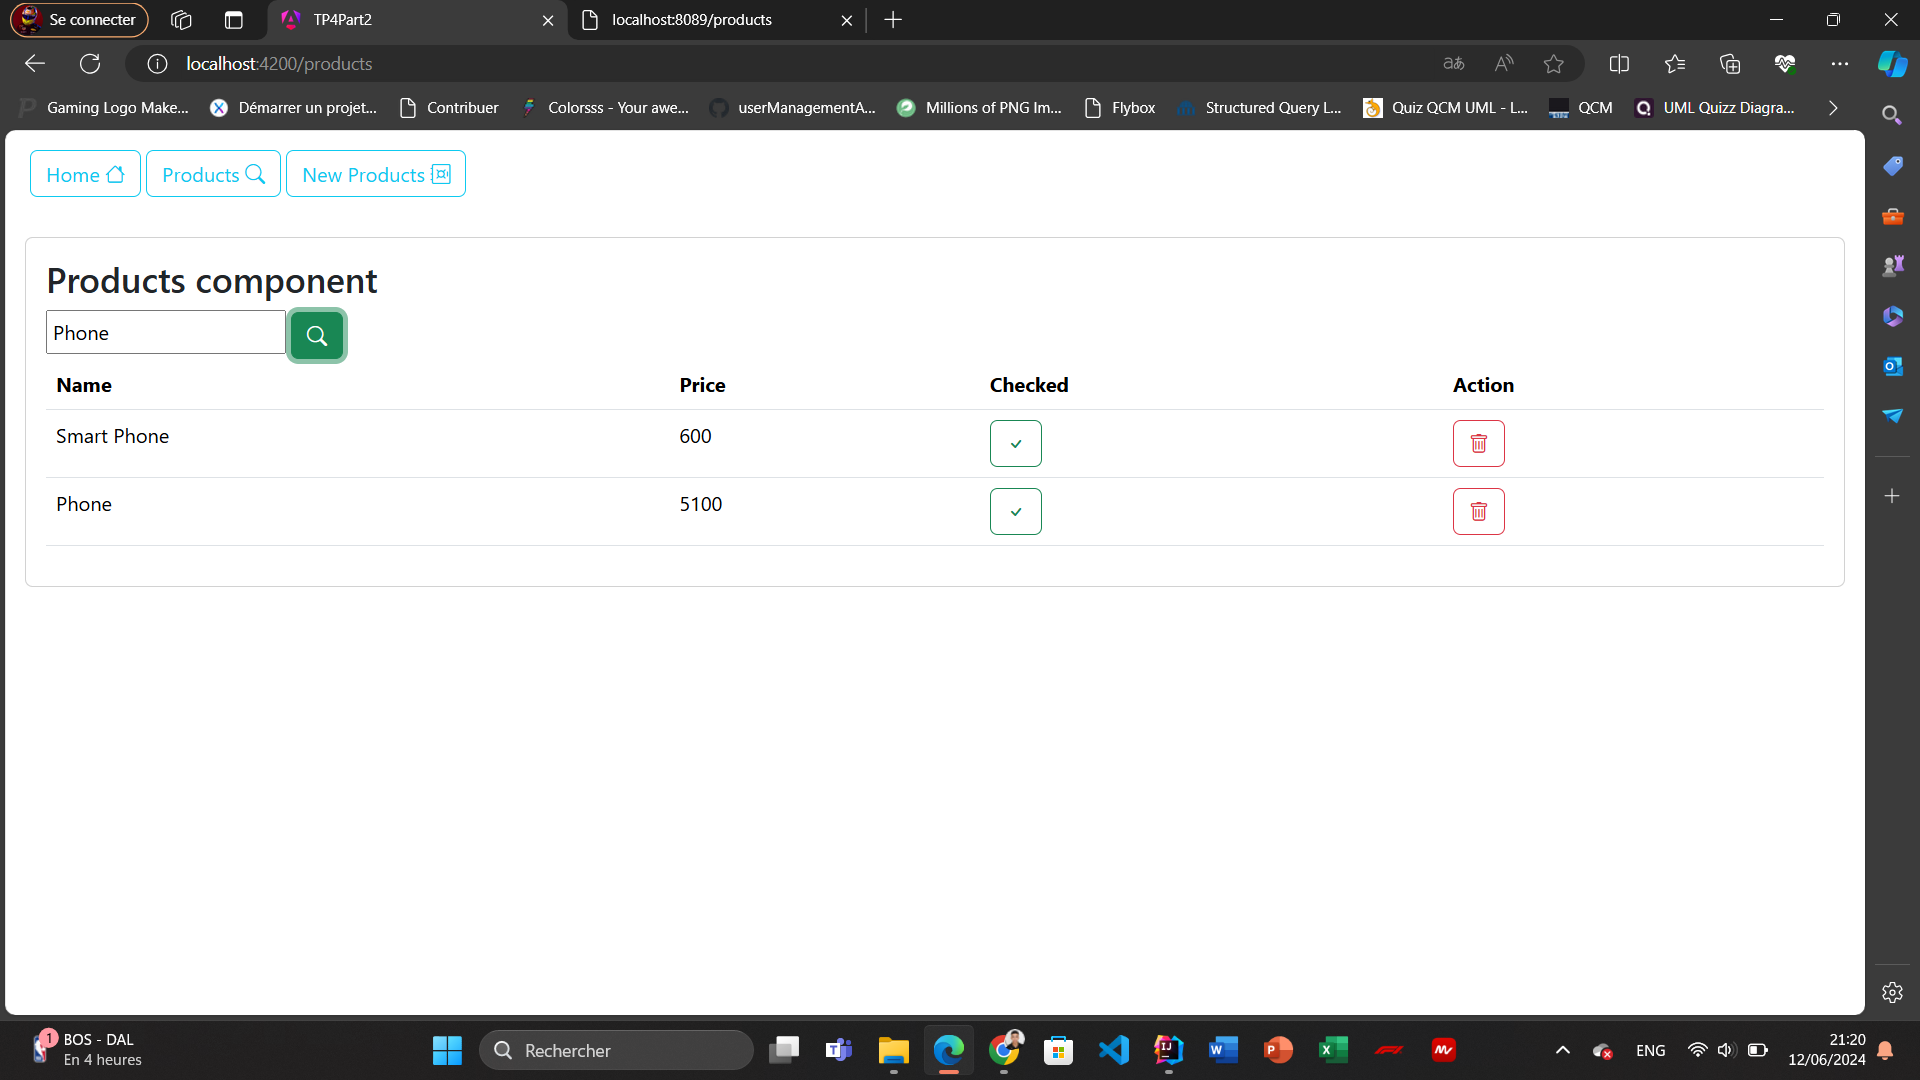 Se connecter
TP4Part2
localhost:8089/products
localhost:4200/products
Gaming Logo Make...
Démarrer un projet...
Contribuer
Colorsss - Your awe...
userManagementA...
Millions of PNG Im...
Flybox
Structured Query L...
Quiz QCM UML - L...
QCM
UML Quizz Diagra...
Home
Products
New Products
Products component
Phone
Name Price Checked Action
Smart Phone 600
Phone 5100
1
BOS - DAL
En 4 heures
Rechercher
ENG
21:20
12/06/2024